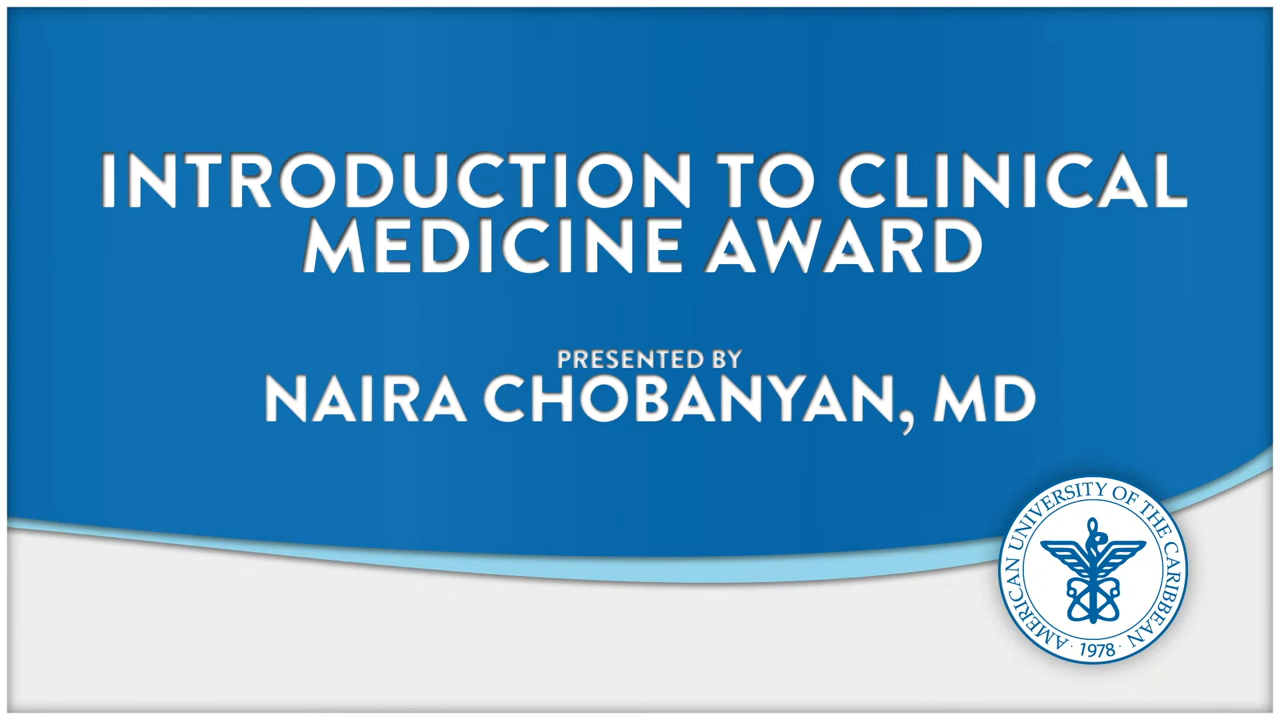 INTRODUCTION TO CLINICAL
MEDICINE AWARD
PRESENTED BY
NAIRA CHOBANYAN, MD
AMERICAN UNIVERSITY OF THE CARIBBEAN
· 1978 ·